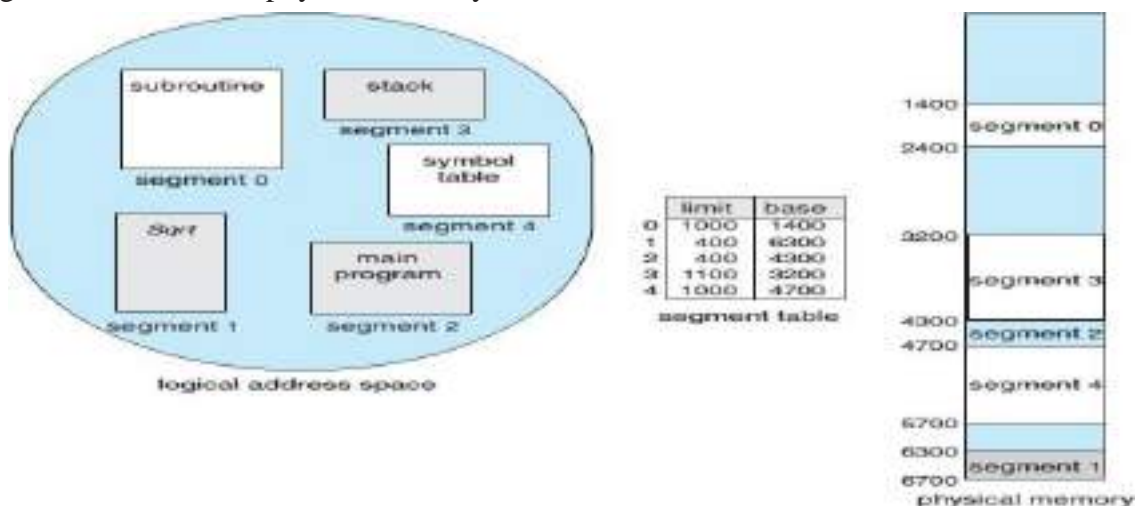 subroutine
segment 0
stack
segment 3
symbol
table
segment 4
Sqrt
segment 1
main
program
segment 2
logical address space
limit base
0 1000 1400
1 400 6300
2 400 4300
3 1100 3200
4 1000 4700
segment table
1400
segment 0
2400
3200
segment 3
4300
segment 2
4700
segment 4
5700
6300
segment 1
6700
physical memory